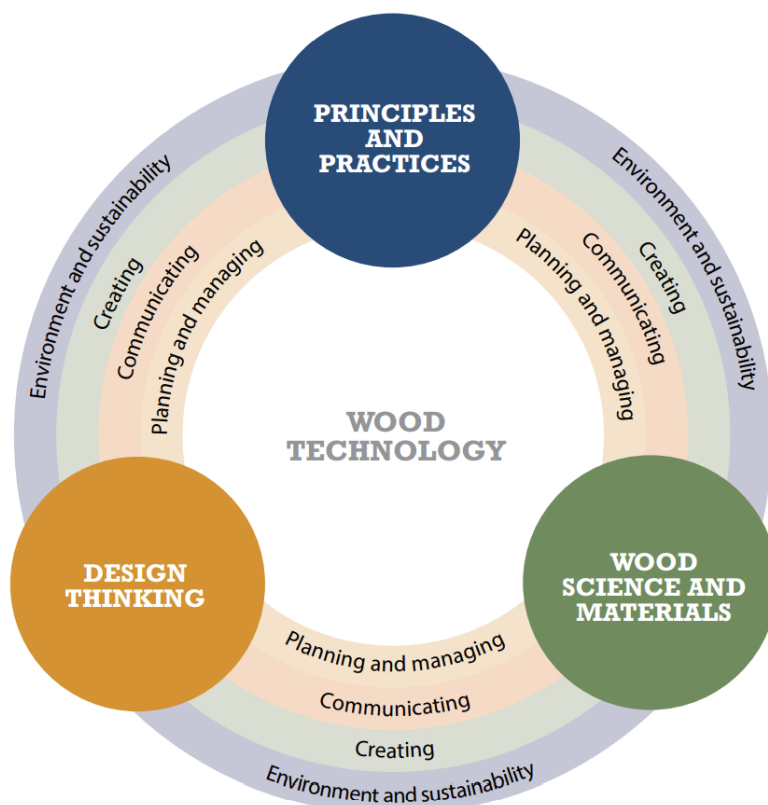 PRINCIPLES
AND
PRACTICES
Environment and sustainability
Creating
Communicating
Planning and managing
Environment and sustainability
Creating
Communicating
Planning and managing
WOOD
TECHNOLOGY
DESIGN
THINKING
WOOD
SCIENCE AND
MATERIALS
Planning and managing
Communicating
Creating
Environment and sustainability